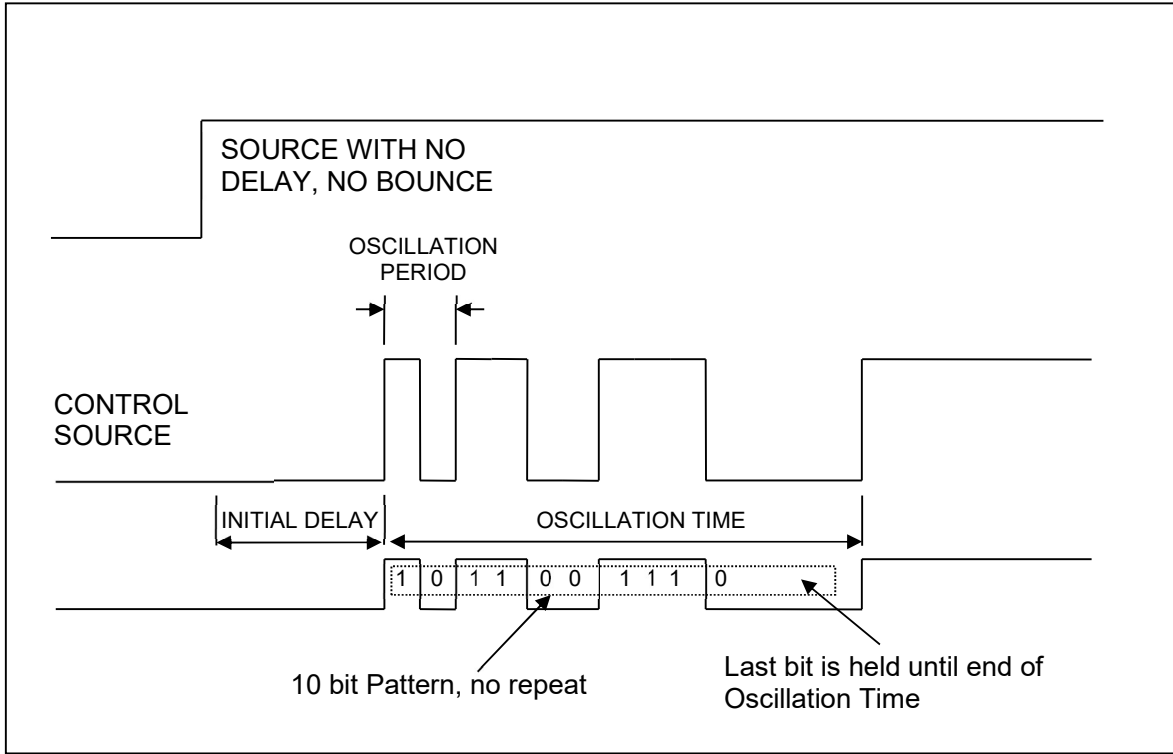 SOURCE WITH NO
DELAY, NO BOUNCE
OSCILLATION
PERIOD
CONTROL
SOURCE
INITIAL DELAY
OSCILLATION TIME
1 0 1 1 0 0 1 1 1 0
10 bit Pattern, no repeat
Last bit is held until end of
Oscillation Time